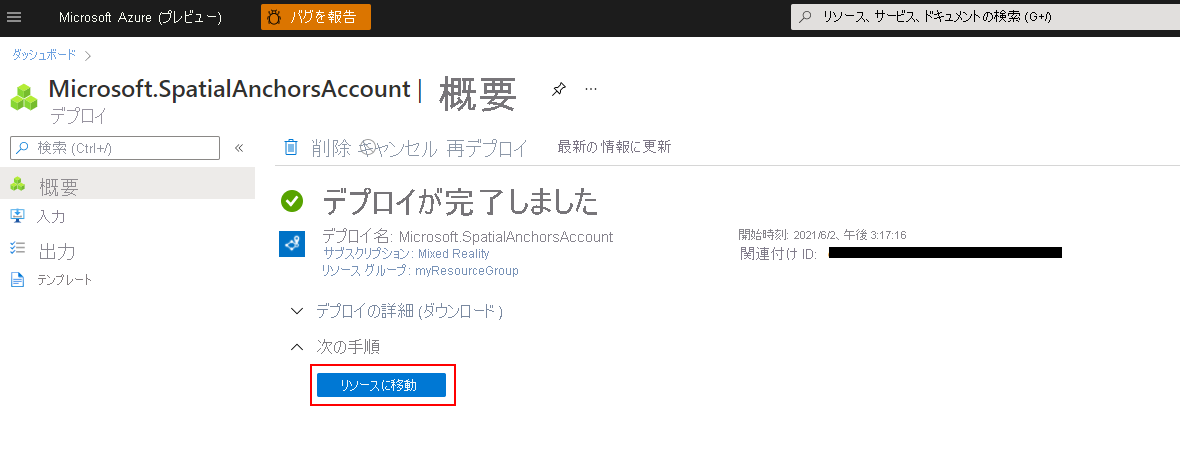 Microsoft Azure (プレビュー) バグを報告 リソース、サービス、ドキュメントの検索 (G+/)
ダッシュボード >
Microsoft.SpatialAnchorsAccount | 概要 ...
デプロイ
検索 (Ctrl+/) «
削除 キャンセル 再デプロイ 最新の情報に更新
概要
入力
出力
テンプレート
デプロイが完了しました
デプロイ名: Microsoft.SpatialAnchorsAccount
サブスクリプション: Mixed Reality
リソース グループ: myResourceGroup
開始時刻: 2021/6/2、午後 3:17:16
関連付け ID:
デプロイの詳細 (ダウンロード)
次の手順
リソースに移動